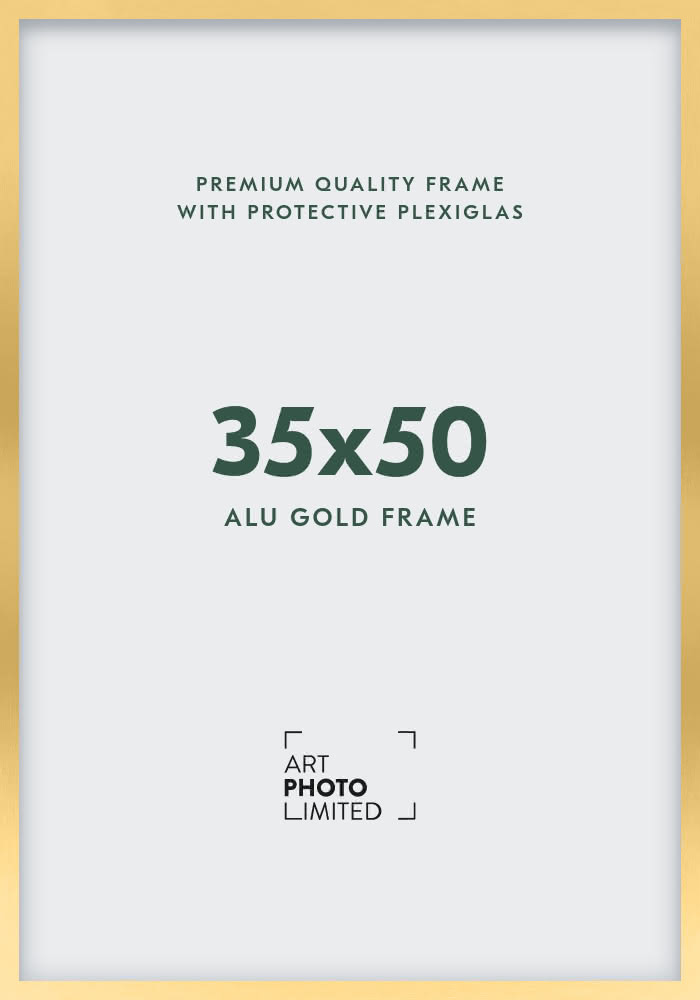 PREMIUM QUALITY FRAME
WITH PROTECTIVE PLEXIGLAS
35x50
ALU GOLD FRAME
ART
PHOTO
LIMITED